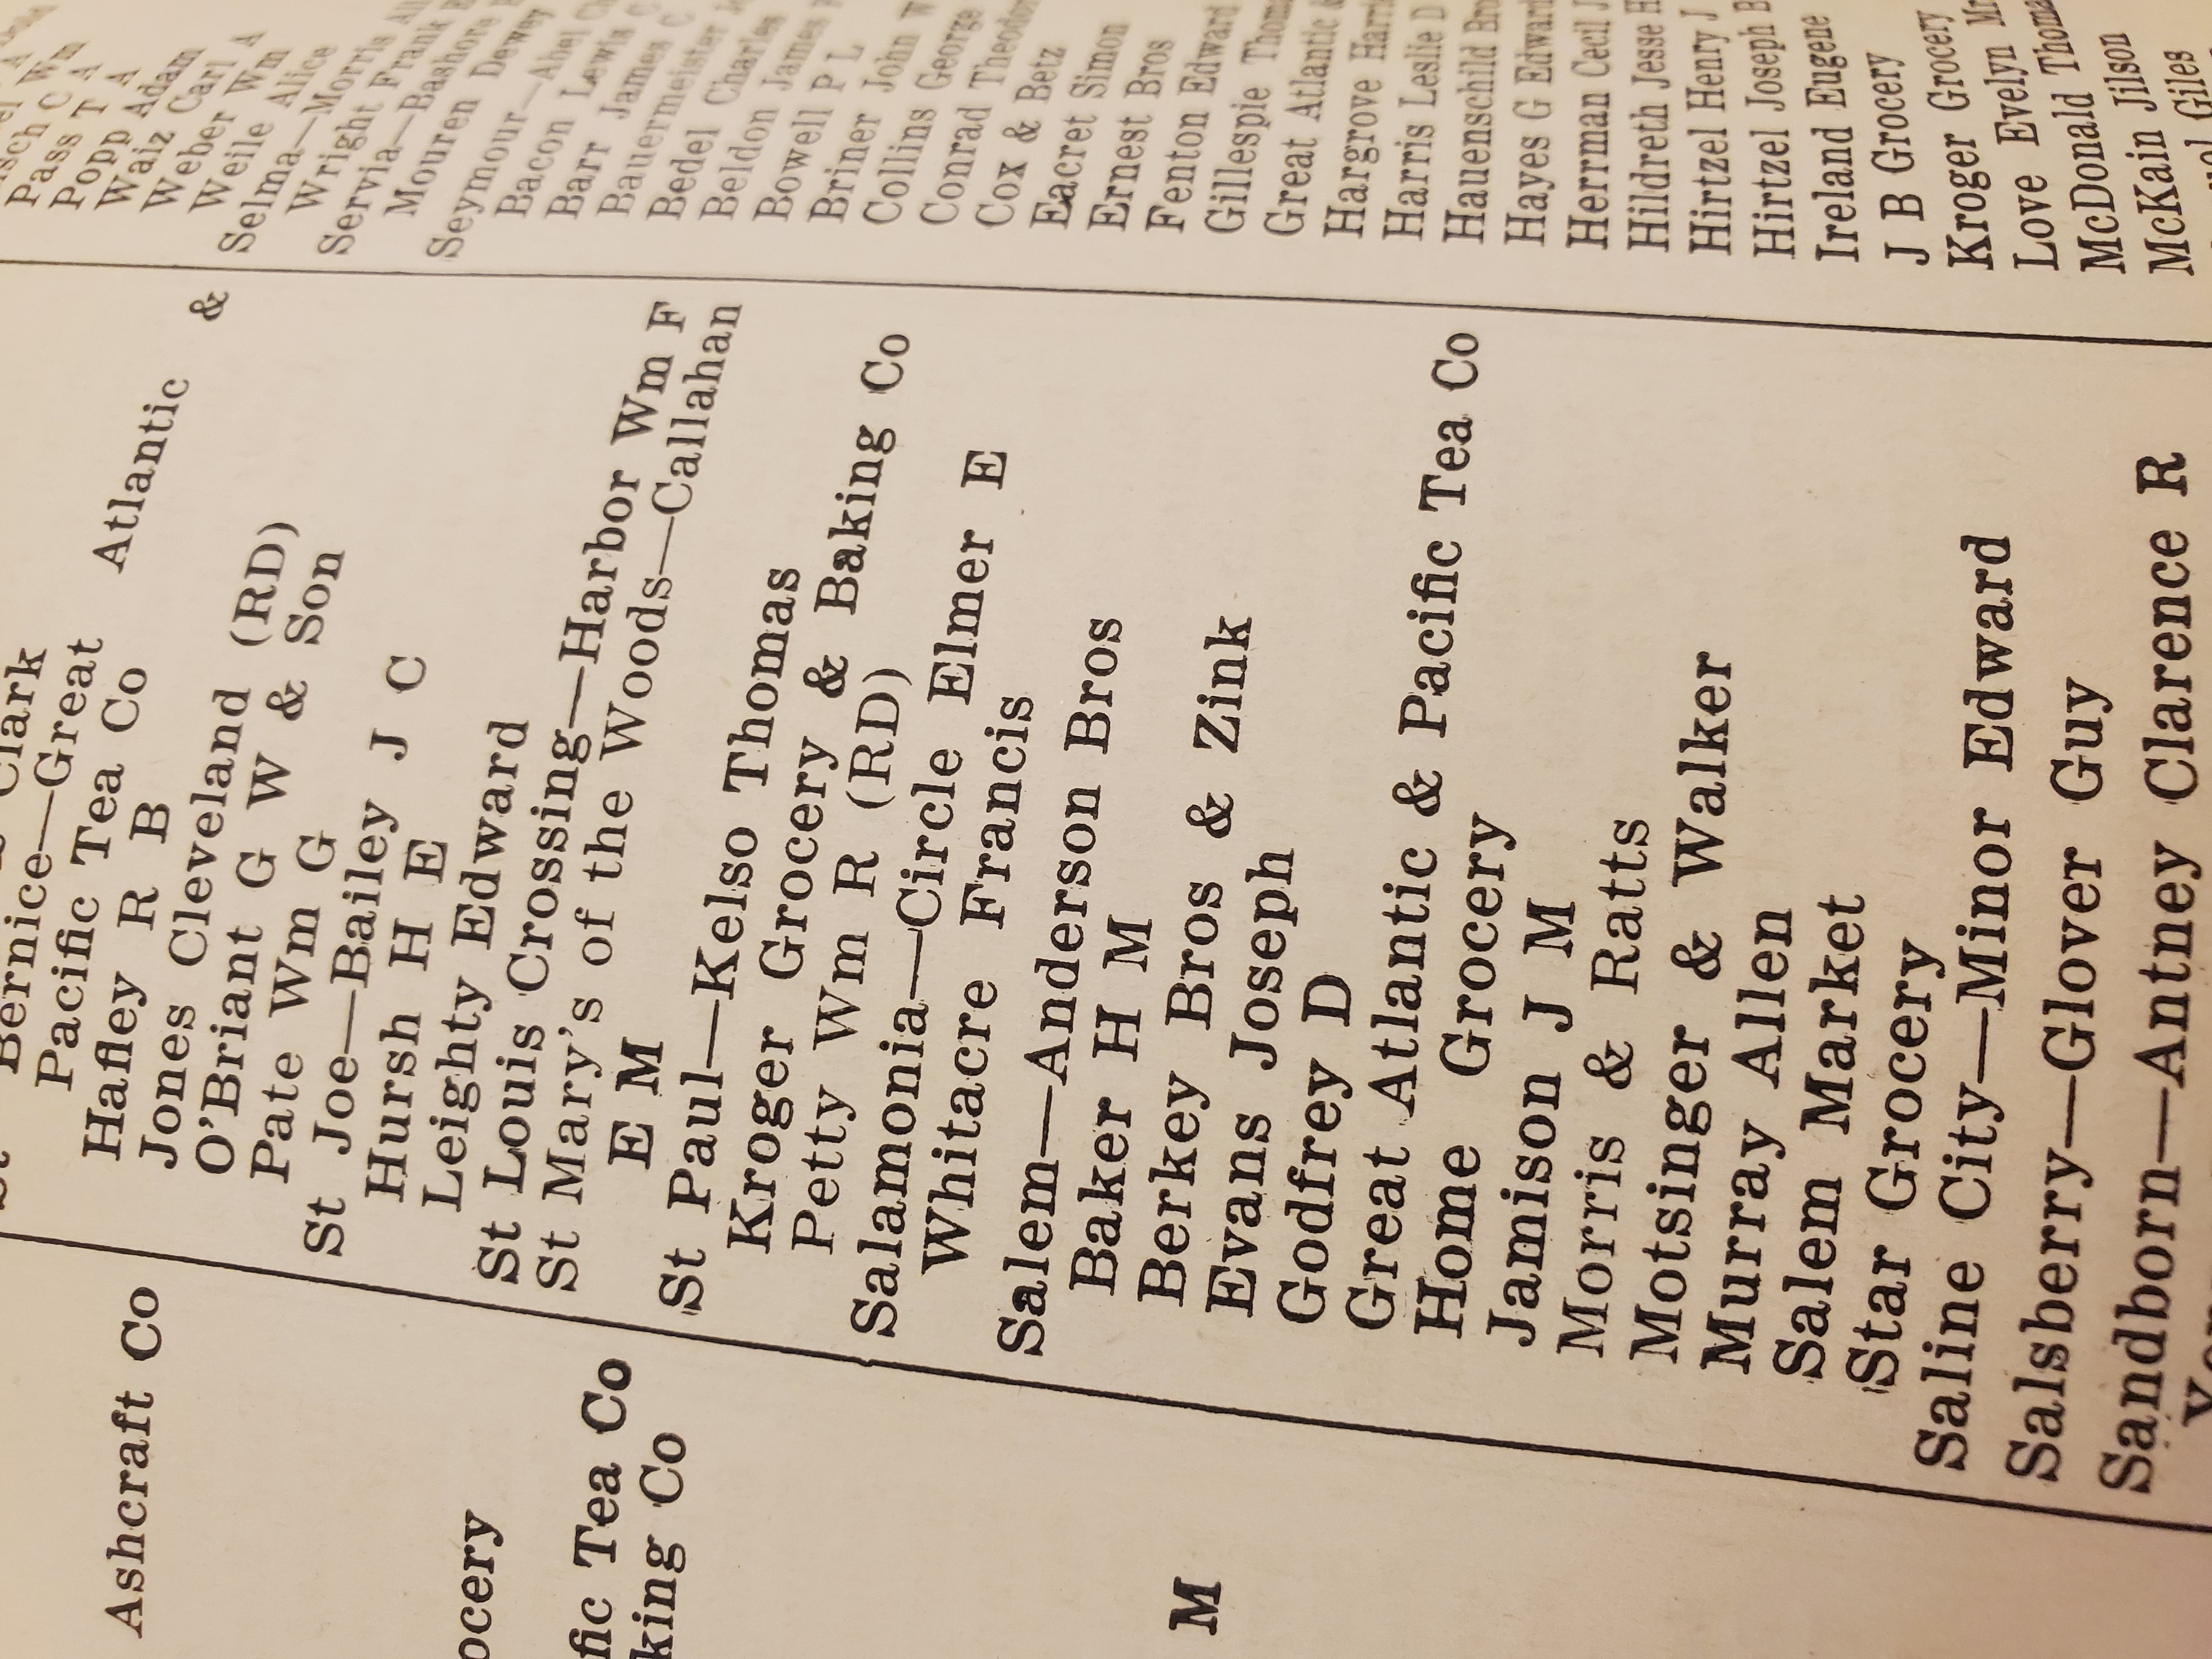 Ashcraft Co
ocery
fic Tea Co
king Co
M
St Bernice—Great Atlantic &
Pacific Tea Co
Hafley R B
Jones Cleveland (RD)
O'Briant G W & Son
Pate Wm G
St Joe—Bailey J C
Hursh H E
Leighty Edward
St Louis Crossing—Harbor Wm F
St Mary's of the Woods—Callahan
E M
St Paul—Kelso Thomas
Kroger Grocery & Baking Co
Petty Wm R (RD)
Salamonia—Circle Elmer E
Whitacre Francis
Salem—Anderson Bros
Baker H M
Berkey Bros & Zink
Evans Joseph
Godfrey D
Great Atlantic & Pacific Tea Co
Home Grocery
Jamison J M
Morris & Ratts
Motsinger & Walker
Murray Allen
Salem Market
Star Grocery
Saline City—Minor Edward
Salsberry—Glover Guy
Sandborn—Antney Clarence R
Pass T A
Popp Adam
Waiz Carl
Weber Wm A
Weile Alice
Selma—Morris
Wright Frank
Servia—Bashore
Mouren Dewey
Seymour—Abel
Bacon Lewis
Barr James C
Bauermeister
Bedel Charles
Beldon James
Bowell P L
Briner John W
Collins George
Conrad Theodor
Cox & Betz
Eacret Simon
Ernest Bros
Fenton Edward
Gillespie Thom
Great Atlantic &
Hargrove Harri
Harris Leslie D
Hauenschild Bro
Hayes G Edward
Herrman Cecil J
Hildreth Jesse H
Hirtzel Henry J
Hirtzel Joseph B
Ireland Eugene
J B Grocery
Kroger Grocery
Love Evelyn Mr
McDonald Thoma
McKain Jilson
Giles